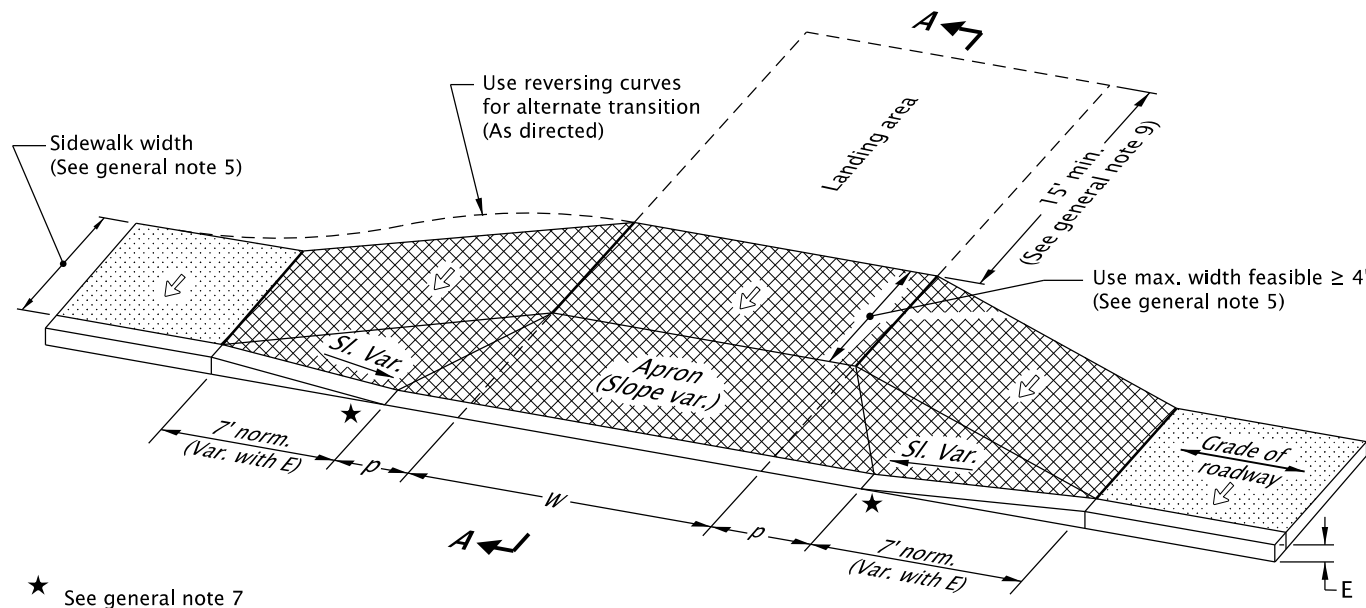 A
Use reversing curves
for alternate transition
(As directed)
Sidewalk width
(See general note 5)
Landing area
15' min.
(See general note 9)
Use max. width feasible ≥ 4'
(See general note 5)
Sl. Var.
Apron
(Slope var.)
Sl. Var.
Grade of
roadway
★
7' norm.
(Var. with E)
p
W
p
★
7' norm.
(Var. with E)
A
E
★ See general note 7